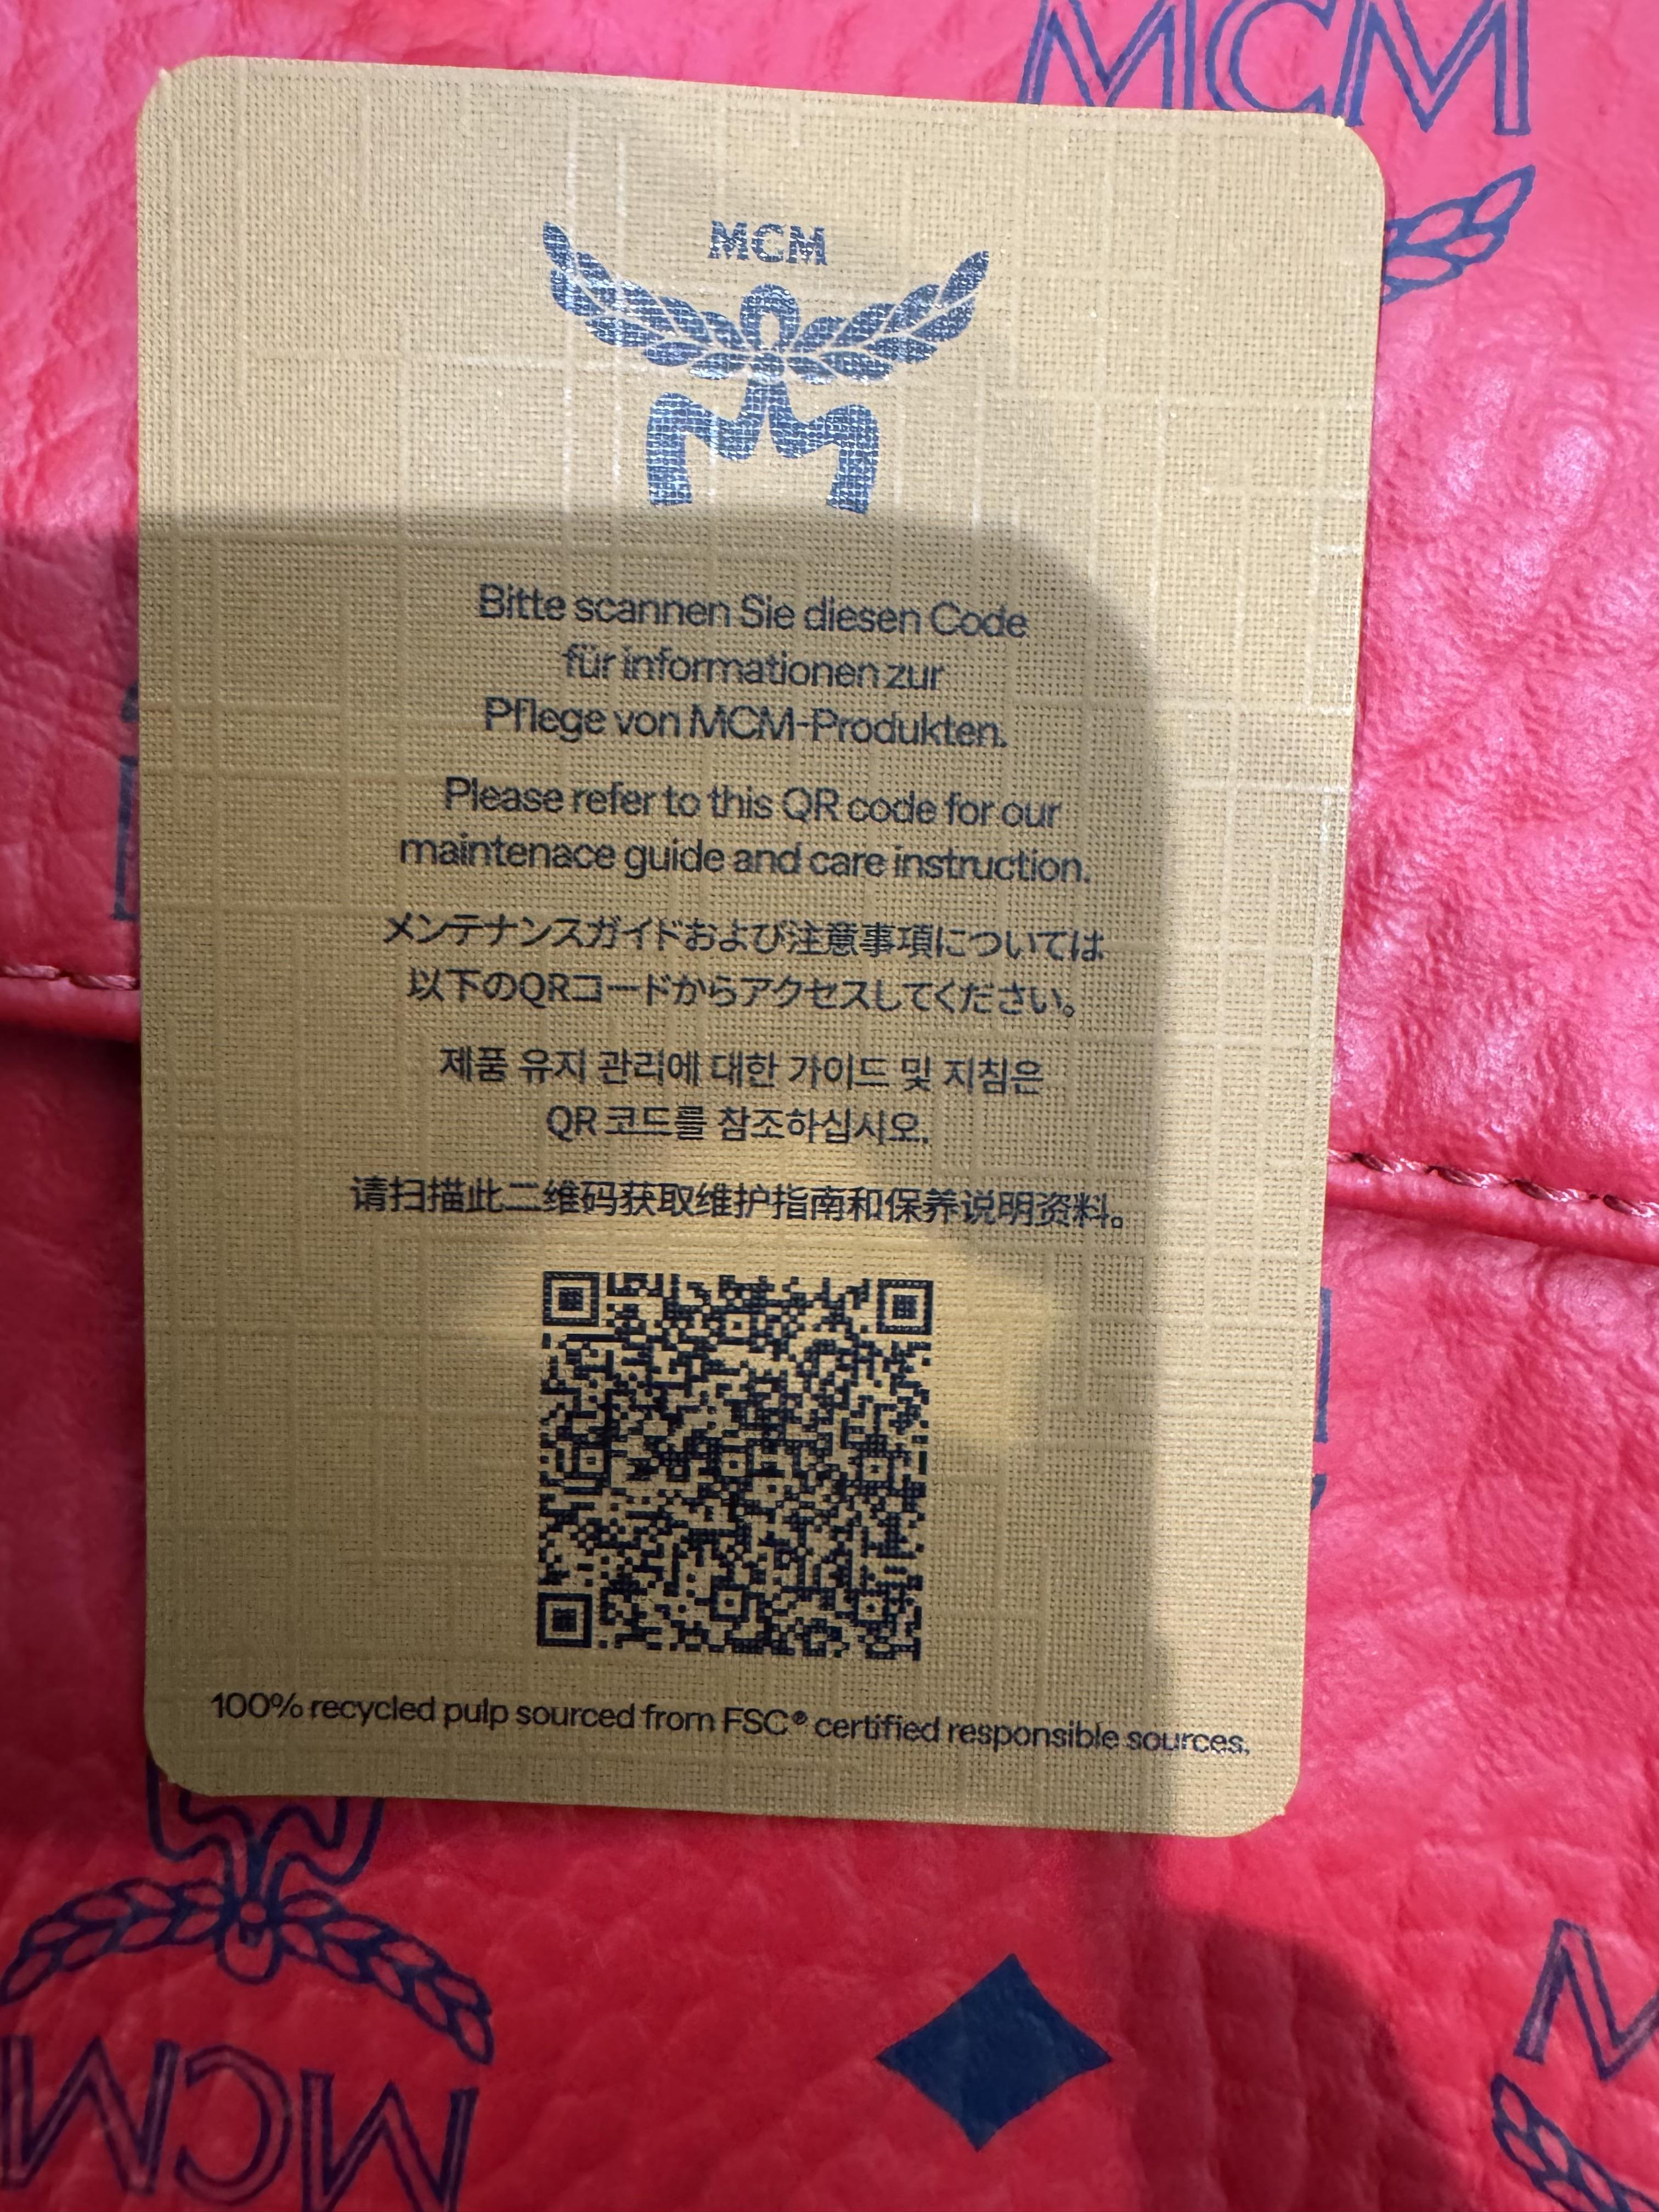 MCM
MCM
Bitte scannen Sie diesen Code
für informationen zur
Pflege von MCM-Produkten.
Please refer to this QR code for our
maintenace guide and care instruction.
メンテナンスガイドおよび注意事項については
以下のQRコードからアクセスしてください。
제품 유지 관리에 대한 가이드 및 지침은
QR 코드를 참조하십시오.
请扫描此二维码获取维护指南和保养说明资料。
100% recycled pulp sourced from FSC® certified responsible sources.
MCM